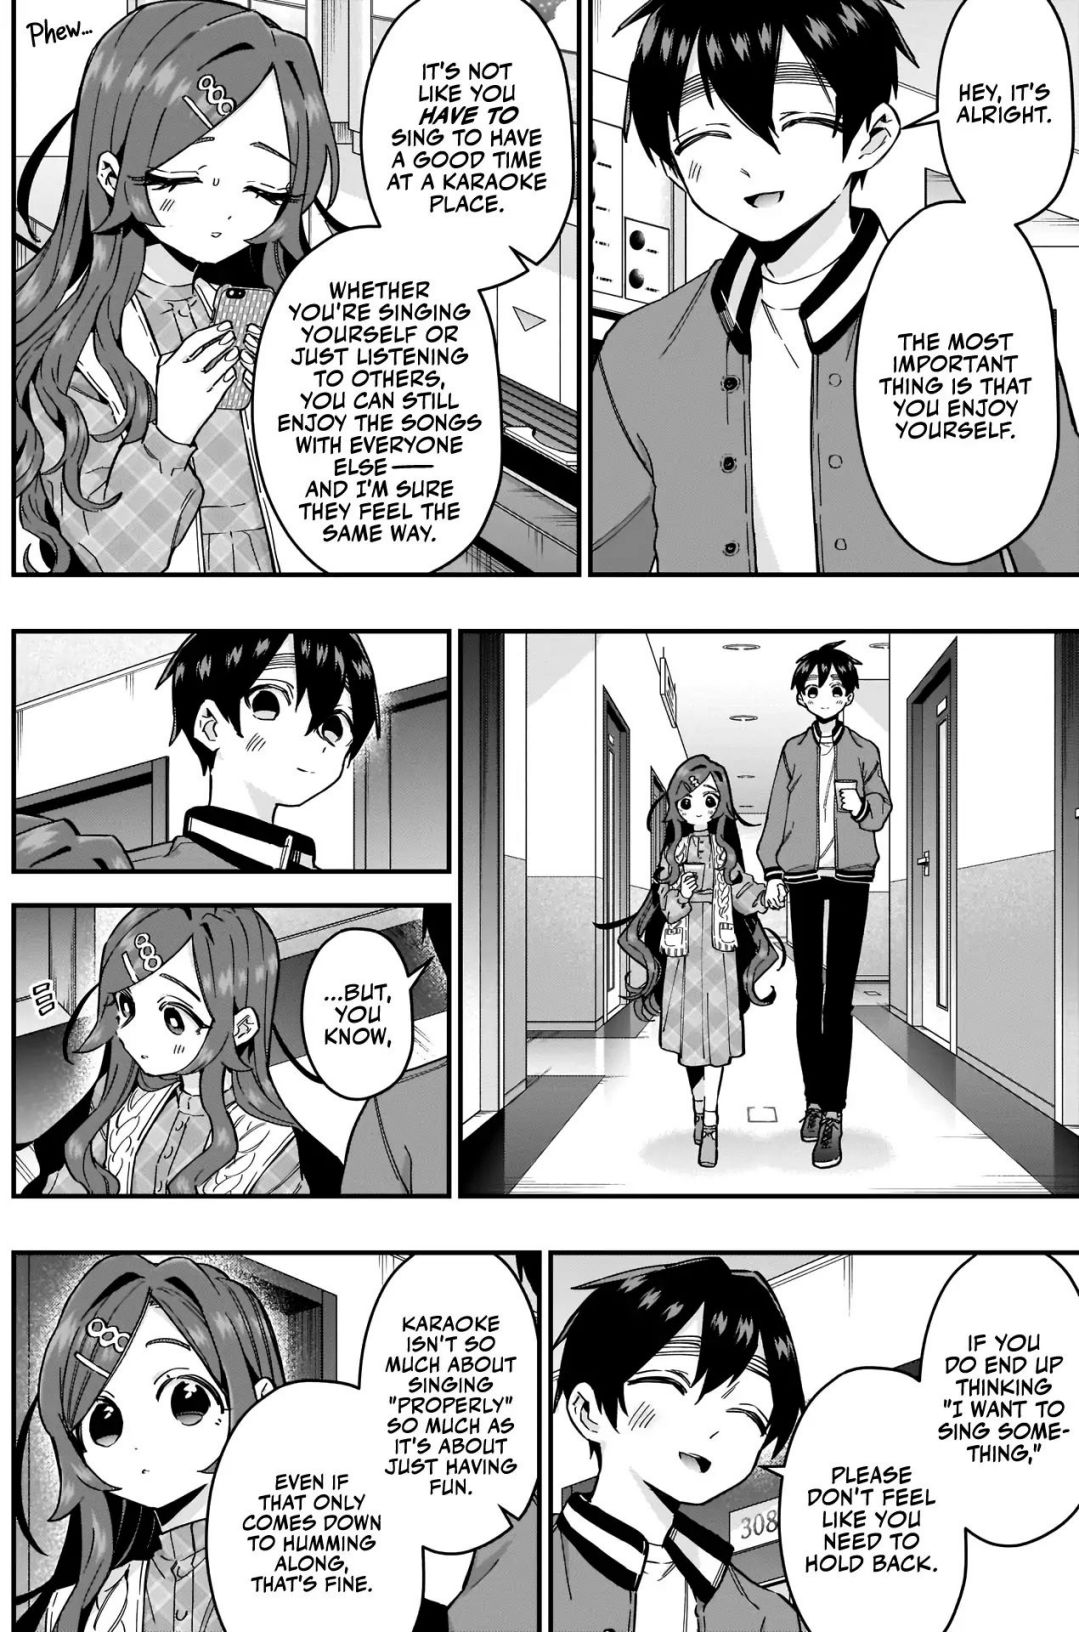 HEY, IT'S
ALRIGHT.
THE MOST
IMPORTANT
THING IS THAT
YOU ENJOY
YOURSELF.
IT'S NOT
LIKE YOU
HAVE TO
SING TO HAVE
A GOOD TIME
AT A KARAOKE
PLACE.
WHETHER
YOU'RE SINGING
YOURSELF OR
JUST LISTENING
TO OTHERS,
YOU CAN STILL
ENJOY THE SONGS
WITH EVERYONE
ELSE——
AND I'M SURE
THEY FEEL THE
SAME WAY.
Phew...
...BUT,
YOU
KNOW,
IF YOU
DO END UP
THINKING
"I WANT TO
SING SOME-
THING,"
PLEASE
DON'T FEEL
LIKE YOU
NEED TO
HOLD BACK.
308
KARAOKE
ISN'T SO
MUCH ABOUT
SINGING
"PROPERLY"
SO MUCH AS
IT'S ABOUT
JUST HAVING
FUN.
EVEN IF
THAT ONLY
COMES DOWN
TO HUMMING
ALONG,
THAT'S FINE.